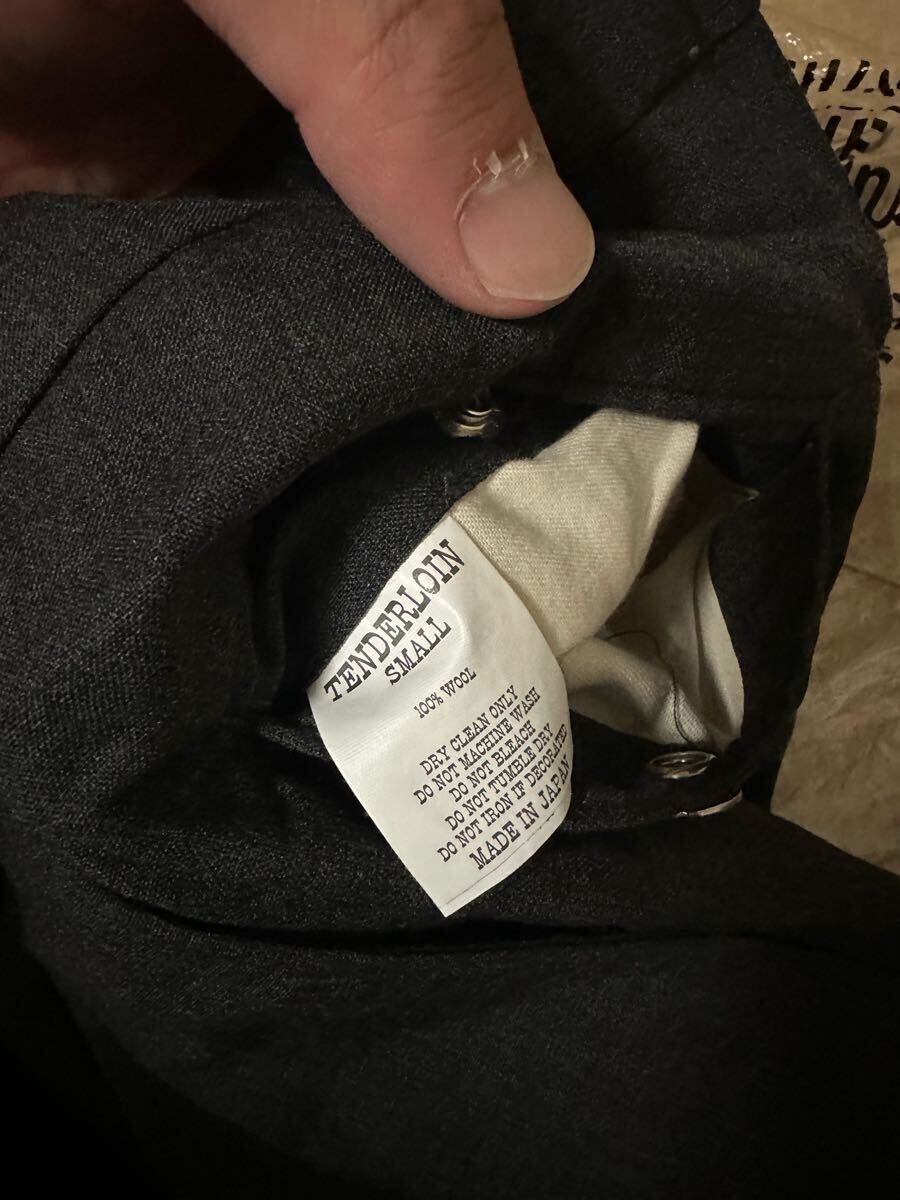 TENDERLOIN
SMALL
100% WOOL
DRY CLEAN ONLY
DO NOT MACHINE WASH
DO NOT BLEACH
DO NOT TUMBLE DRY
DO NOT IRON IF DECORATED
MADE IN JAPAN